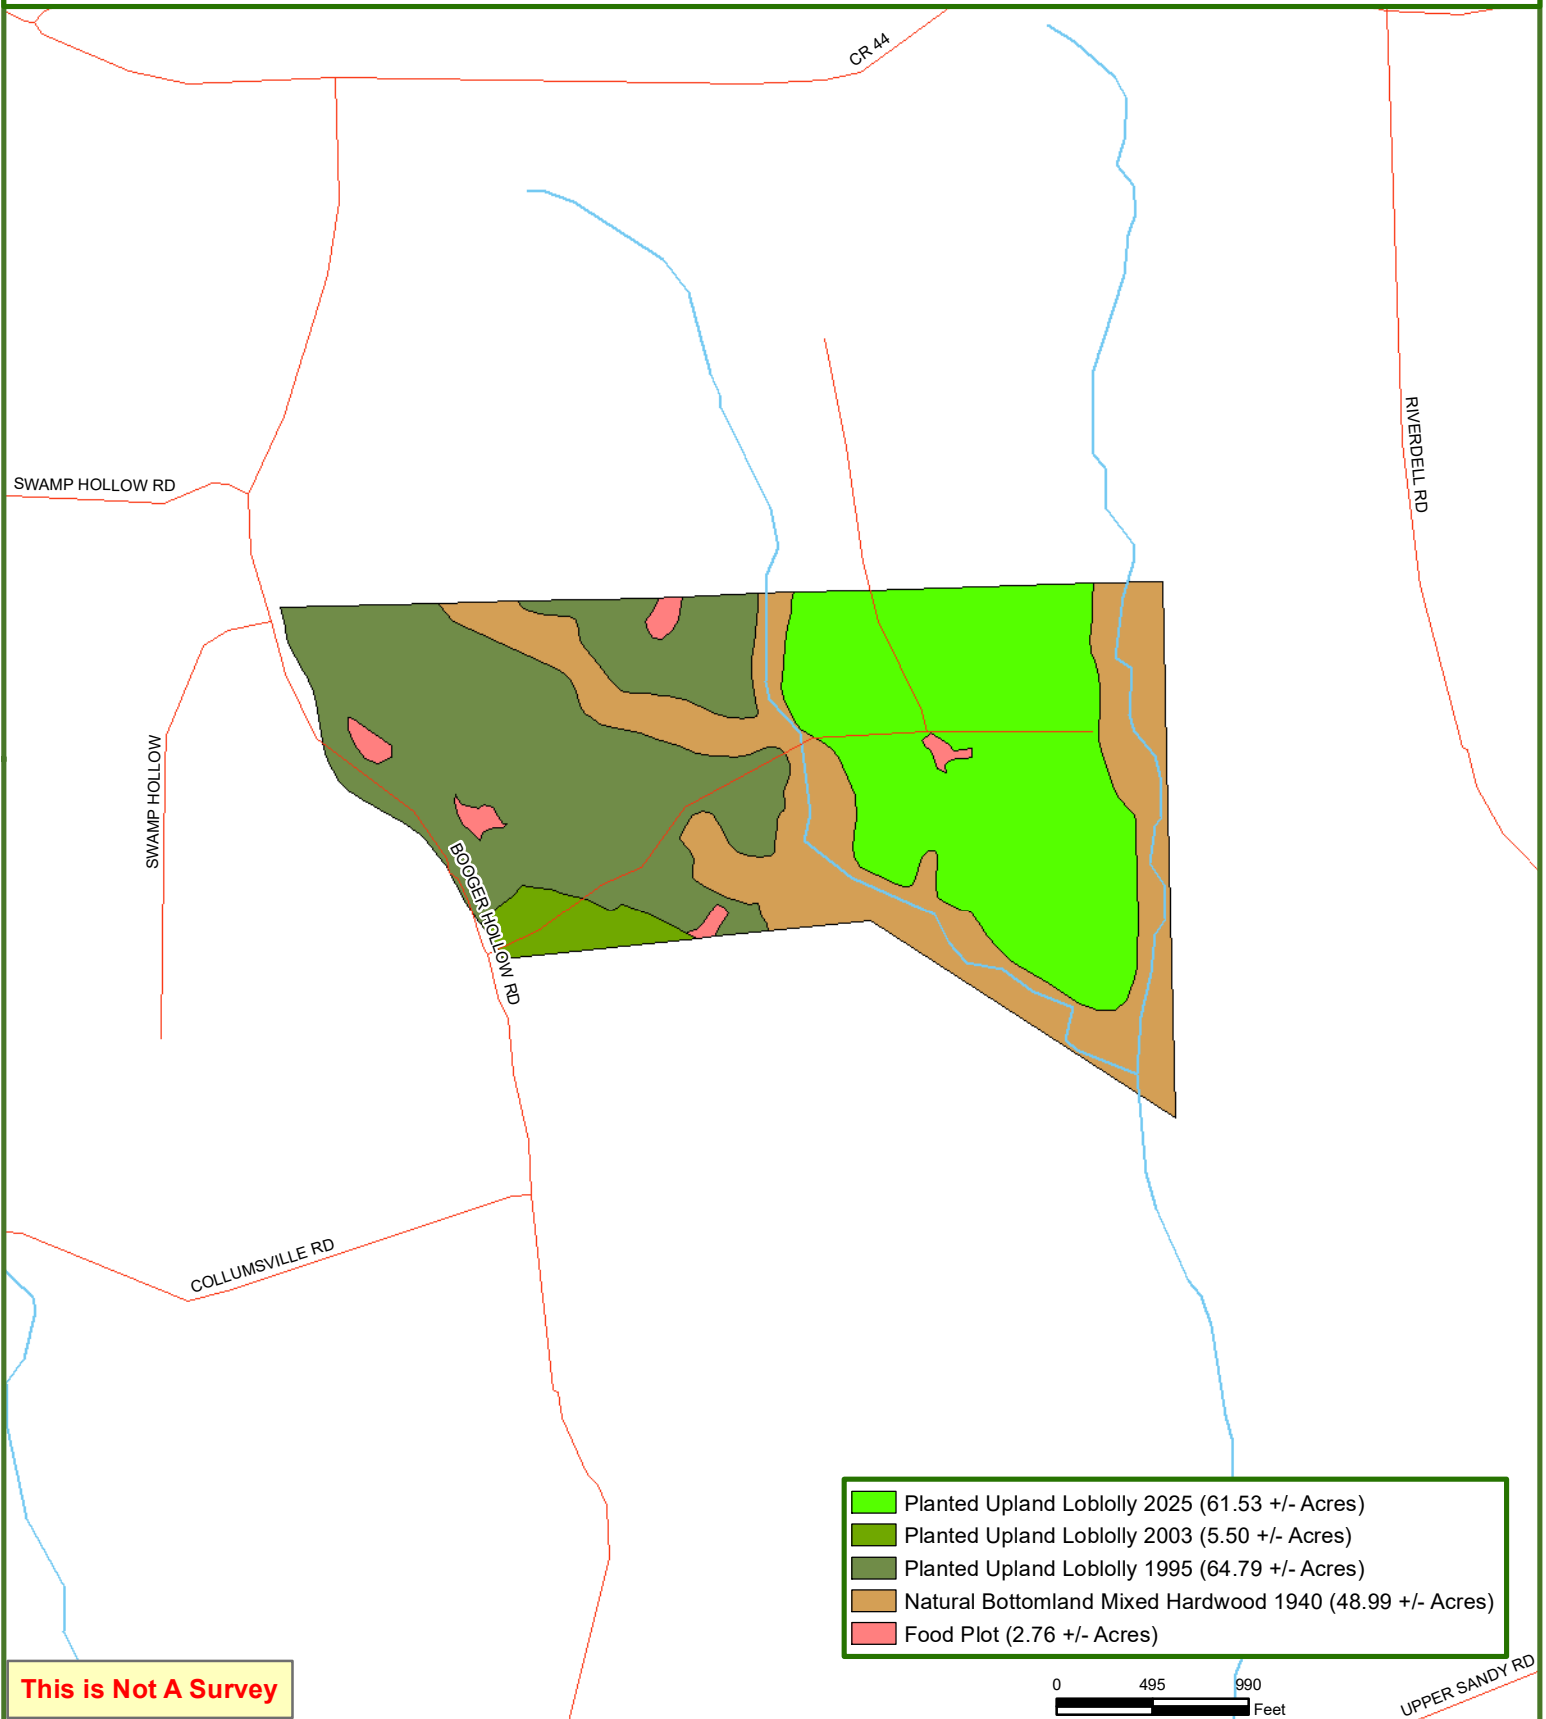 CR 44
RIVERDELL RD
SWAMP HOLLOW RD
SWAMP HOLLOW
BOOGER HOLLOW RD
COLLUMSVILLE RD
Planted Upland Loblolly 2025 (61.53 +/- Acres)
Planted Upland Loblolly 2003 (5.50 +/- Acres)
Planted Upland Loblolly 1995 (64.79 +/- Acres)
Natural Bottomland Mixed Hardwood 1940 (48.99 +/- Acres)
Food Plot (2.76 +/- Acres)
This is Not A Survey
0 495 990
Feet
UPPER SANDY RD